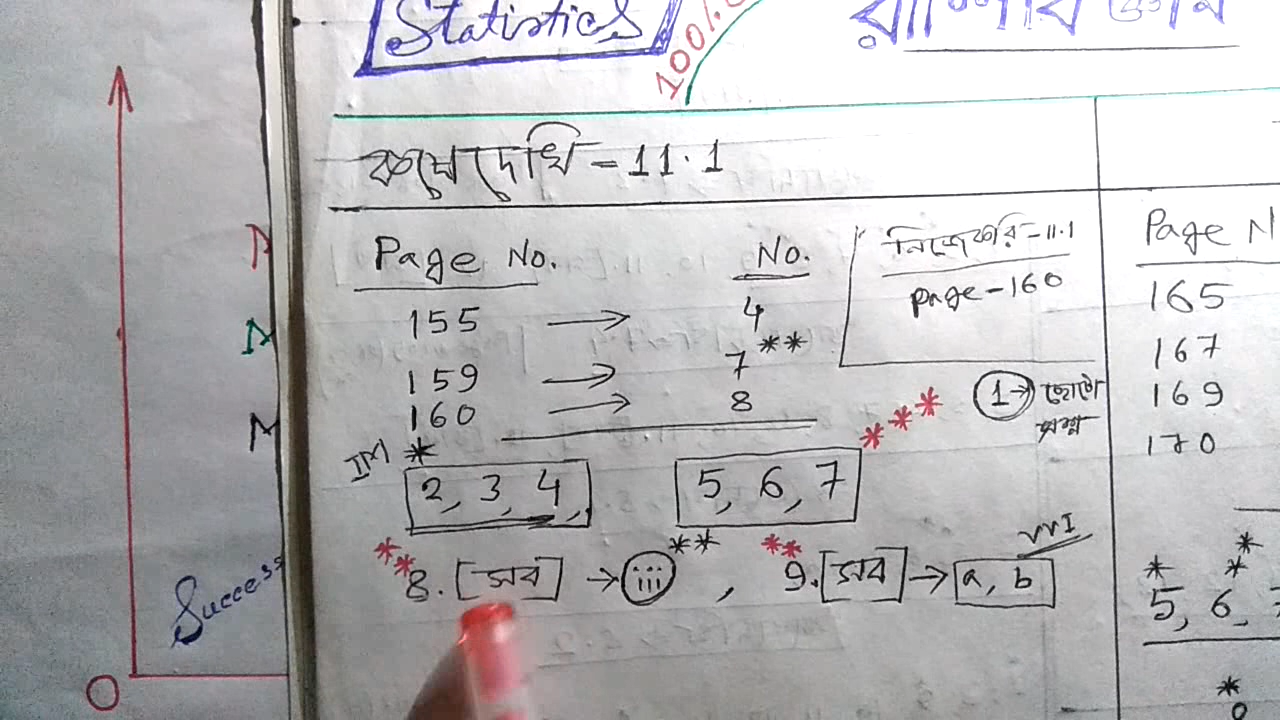 Statistics
100%
রাশিবিজ্ঞান
কষে দেখি - 11.1
Page No. No.
155 → 4
159 → 7 **
160 → 8
নিজে করি - 11.1
Page - 160
1 → ছোটো প্রশ্ন
IM *
2, 3, 4, 5, 6, 7 ***
** 8. [সব] → iii ** , ** 9. [সব] → a, b VVI
Page N
165
167
169
170
* *
5, 6, 7
*
Success
O